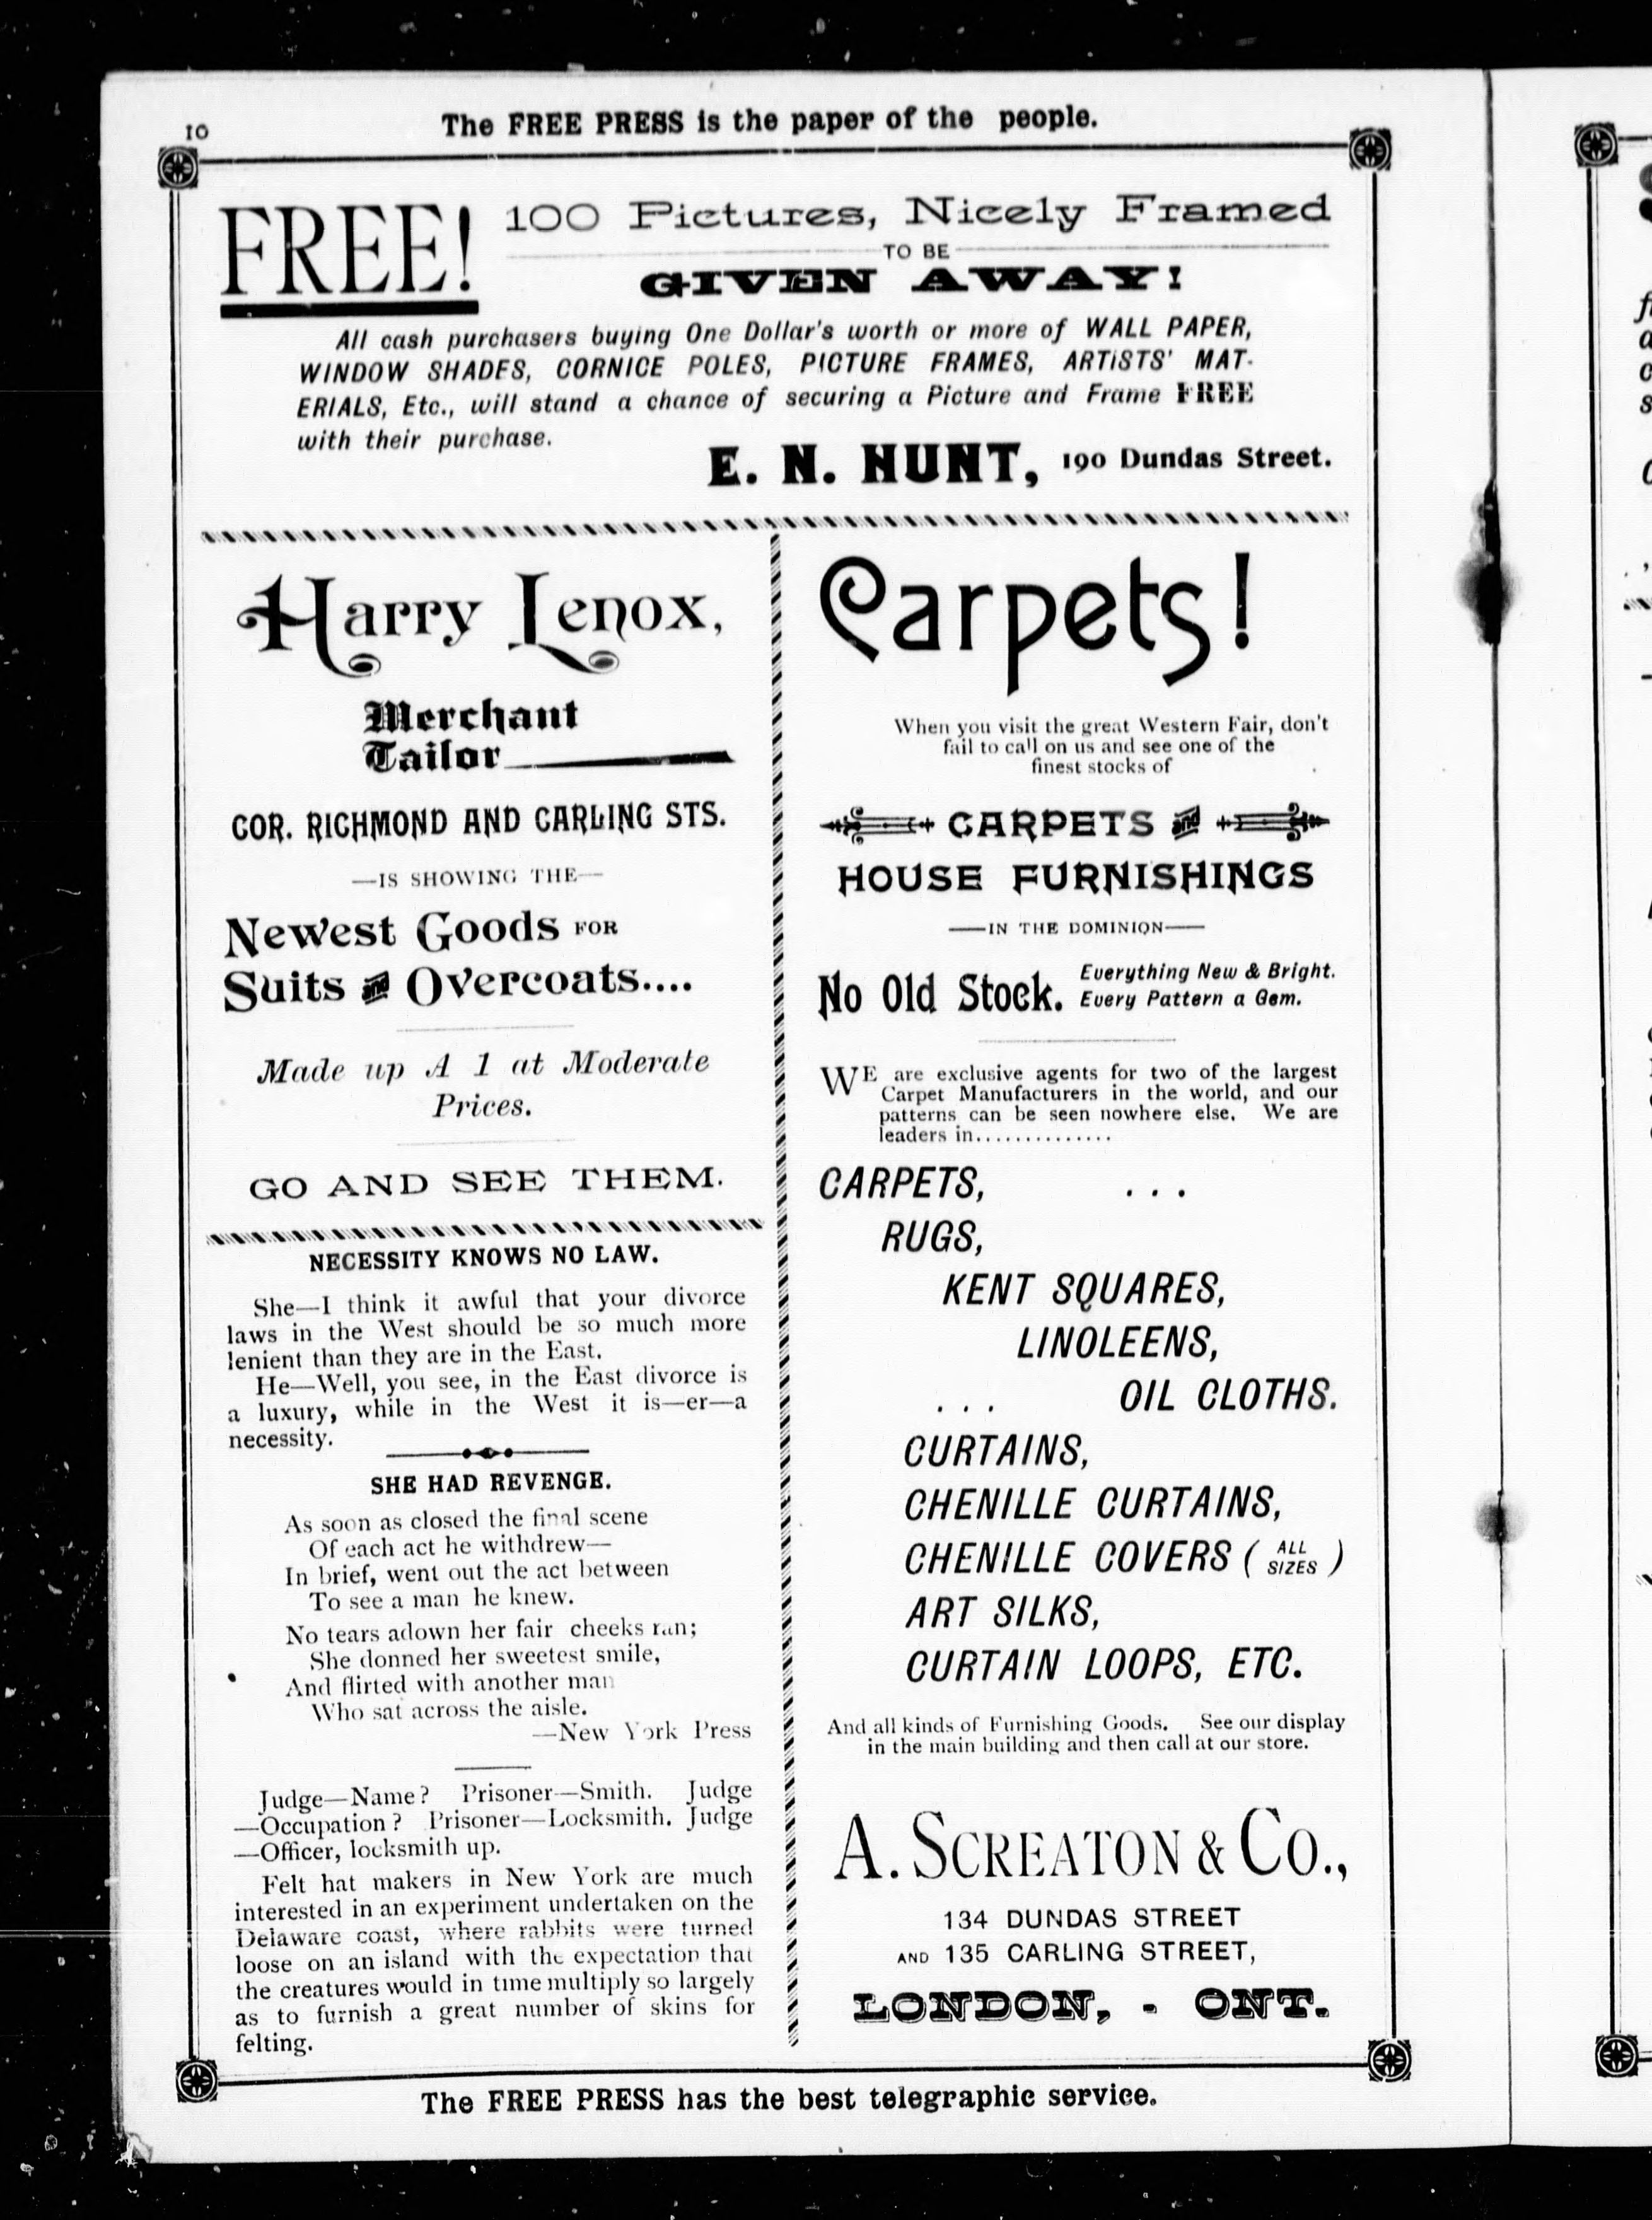 10
The FREE PRESS is the paper of the people.
FREE!
100 Pictures, Nicely Framed
TO BE
GIVEN AWAY!
All cash purchasers buying One Dollar's worth or more of WALL PAPER,
WINDOW SHADES, CORNICE POLES, PICTURE FRAMES, ARTISTS' MAT-
ERIALS, Etc., will stand a chance of securing a Picture and Frame FREE
with their purchase.
E. N. HUNT, 190 Dundas Street.
Harry Lenox,
Merchant
Tailor
COR. RICHMOND AND CARLING STS.
—IS SHOWING THE—
Newest Goods FOR
Suits and Overcoats....
Made up A 1 at Moderate
Prices.
GO AND SEE THEM.
NECESSITY KNOWS NO LAW.
She—I think it awful that your divorce
laws in the West should be so much more
lenient than they are in the East.
He—Well, you see, in the East divorce is
a luxury, while in the West it is—er—a
necessity.
SHE HAD REVENGE.
As soon as closed the final scene
Of each act he withdrew—
In brief, went out the act between
To see a man he knew.
No tears adown her fair cheeks ran;
She donned her sweetest smile,
And flirted with another man
Who sat across the aisle.
—New York Press
Judge—Name? Prisoner—Smith. Judge
—Occupation? Prisoner—Locksmith. Judge
—Officer, locksmith up.
Felt hat makers in New York are much
interested in an experiment undertaken on the
Delaware coast, where rabbits were turned
loose on an island with the expectation that
the creatures would in time multiply so largely
as to furnish a great number of skins for
felting.
Carpets!
When you visit the great Western Fair, don't
fail to call on us and see one of the
finest stocks of
CARPETS and
HOUSE FURNISHINGS
—IN THE DOMINION—
No Old Stock. Everything New & Bright.
Every Pattern a Gem.
WE are exclusive agents for two of the largest
Carpet Manufacturers in the world, and our
patterns can be seen nowhere else. We are
leaders in..............
CARPETS, ...
RUGS,
KENT SQUARES,
LINOLEENS,
... OIL CLOTHS.
CURTAINS,
CHENILLE CURTAINS,
CHENILLE COVERS ( ALL SIZES )
ART SILKS,
CURTAIN LOOPS, ETC.
And all kinds of Furnishing Goods. See our display
in the main building and then call at our store.
A. SCREATON & CO.,
134 DUNDAS STREET
AND 135 CARLING STREET,
LONDON, - ONT.
The FREE PRESS has the best telegraphic service.